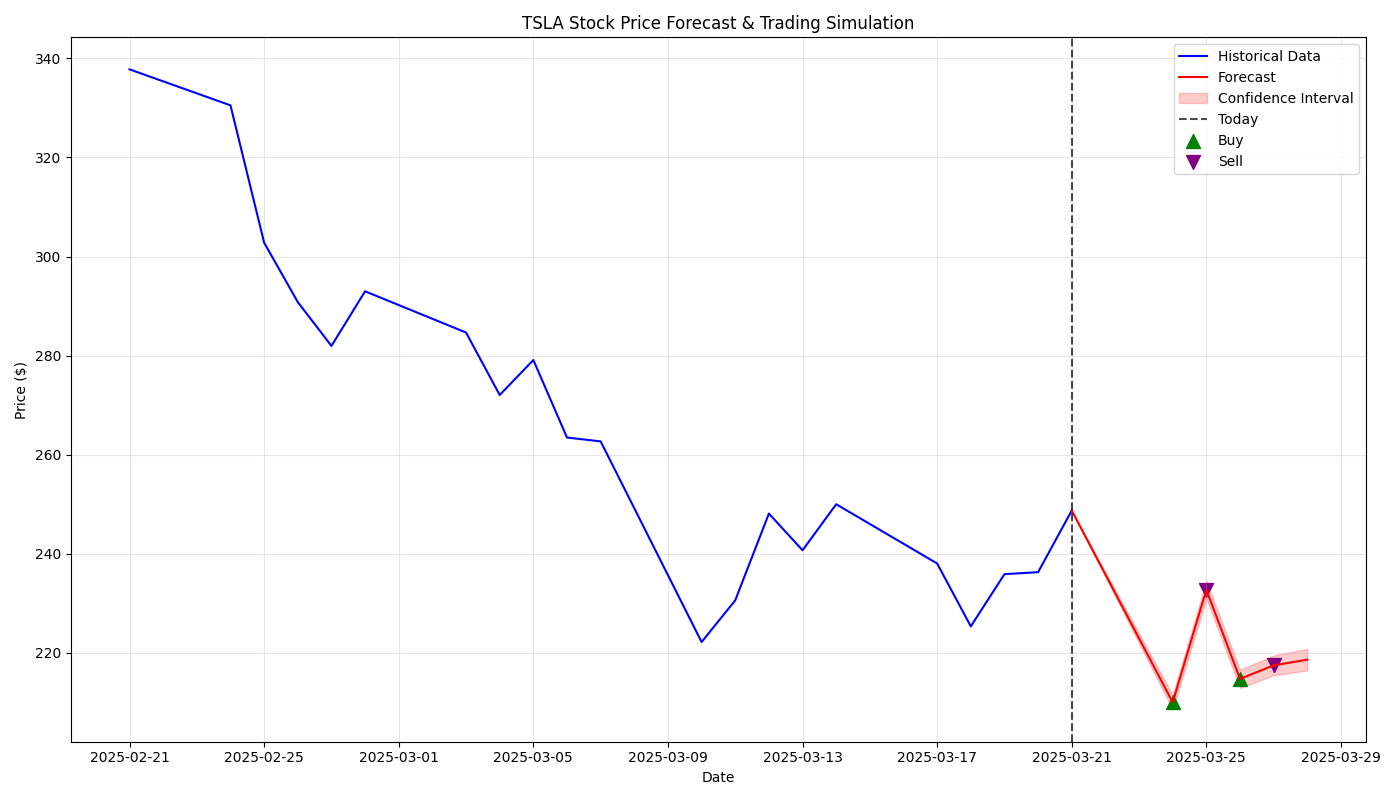 TSLA Stock Price Forecast & Trading Simulation
Historical Data
Forecast
Confidence Interval
Today
Buy
Sell
Price ($)
340
320
300
280
260
240
220
2025-02-21
2025-02-25
2025-03-01
2025-03-05
2025-03-09
2025-03-13
2025-03-17
2025-03-21
2025-03-25
2025-03-29
Date